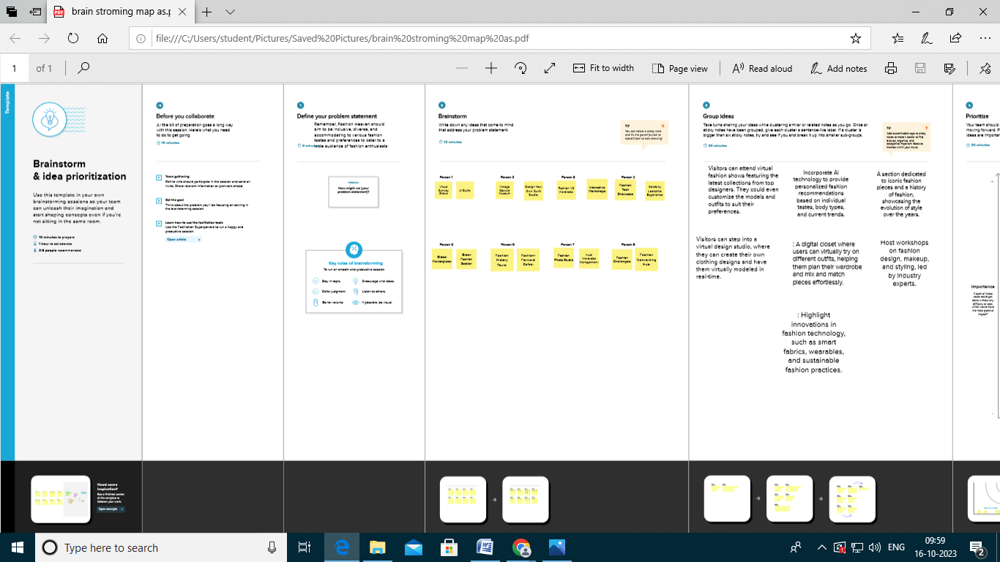 brain stroming map as.p
file:///C:/Users/student/Pictures/Saved%20Pictures/brain%20stroming%20map%20as.pdf
1 of 1
Fit to width
Page view
Read aloud
Add notes
Template
Brainstorm
& idea prioritization
Use this template in your own
brainstorming sessions so your team
can unleash their imagination and
start shaping concepts even if you're
not sitting in the same room.
10 minutes to prepare
1 hour to collaborate
2-8 people recommended
Before you collaborate
A little bit of preparation goes a long way
with this session. Here's what you need
to do to get going.
10 minutes
Team gathering
Define who should participate in the session and send an
invite. Share relevant information or pre-work ahead.
Set the goal
Think about the problem you'll be focusing on solving in
the brainstorming session.
Learn how to use the facilitation tools
Use the Facilitation Superpowers to run a happy and
productive session.
Open article
1
Define your problem statement
Remember, Fashion Heaven should
aim to be inclusive, diverse, and
accommodating to various fashion
tastes and preferences to cater to a
wide audience of fashion enthusiasts.
PROBLEM
How might we [your
problem statement]?
Key rules of brainstorming
To run an smooth and productive session
Stay in topic.
Encourage wild ideas.
Defer judgment.
Listen to others.
Go for volume.
If possible, be visual.
Brainstorm
Write down any ideas that come to mind
that address your problem statement.
10 minutes
TIP
You can select a sticky note
and hit the pencil [switch to
sketch] icon to start drawing!
Person 1
Person 2
Person 3
Person 4
AI Stylist
Design Your
Own Outfit
Interactive
Workshops
Fashion
Tech
Showcase
Person 5
Person 6
Person 7
Person 8
Global
Marketplace
Green
Fashion
Section
Fashion
History
Fashion
Forward
Fashion
Photo Studio
Fashion
Challenges
Fashion
Networking
Hub
Group ideas
Take turns sharing your ideas while clustering similar or related notes as you go. Once all
sticky notes have been grouped, give each cluster a sentence-like label. If a cluster is
bigger than six sticky notes, try and see if you and break it up into smaller sub-groups.
20 minutes
TIP
Add customizable tags to sticky
notes to make it easier to find,
browse, organize, and
categorize important ideas as
themes within your mural.
Visitors can attend virtual
fashion shows featuring the
latest collections from top
designers. They could even
customize the models and
outfits to suit their
preferences.
Incorporate AI
technology to provide
personalized fashion
recommendations
based on individual
tastes, body types,
and current trends.
A section dedicated
to iconic fashion
pieces and a history
of fashion,
showcasing the
evolution of style
over the years.
Visitors can step into a
virtual design studio, where
they can create their own
clothing designs and have
them virtually modeled in
real-time.
: A digital closet where
users can virtually try on
different outfits, helping
them plan their wardrobe
and mix and match
pieces effortlessly.
Host workshops
on fashion
design, makeup,
and styling, led
by industry
experts.
: Highlight
innovations in
fashion technology,
such as smart
fabrics, wearables,
and sustainable
fashion practices.
Prioritize
Your team should
moving forward. P
ideas are importan
20 minutes
Importance
Need some
inspiration?
See a finished version
of this template to
kickstart your work.
Open example
Type here to search
ENG
09:59
16-10-2023
2